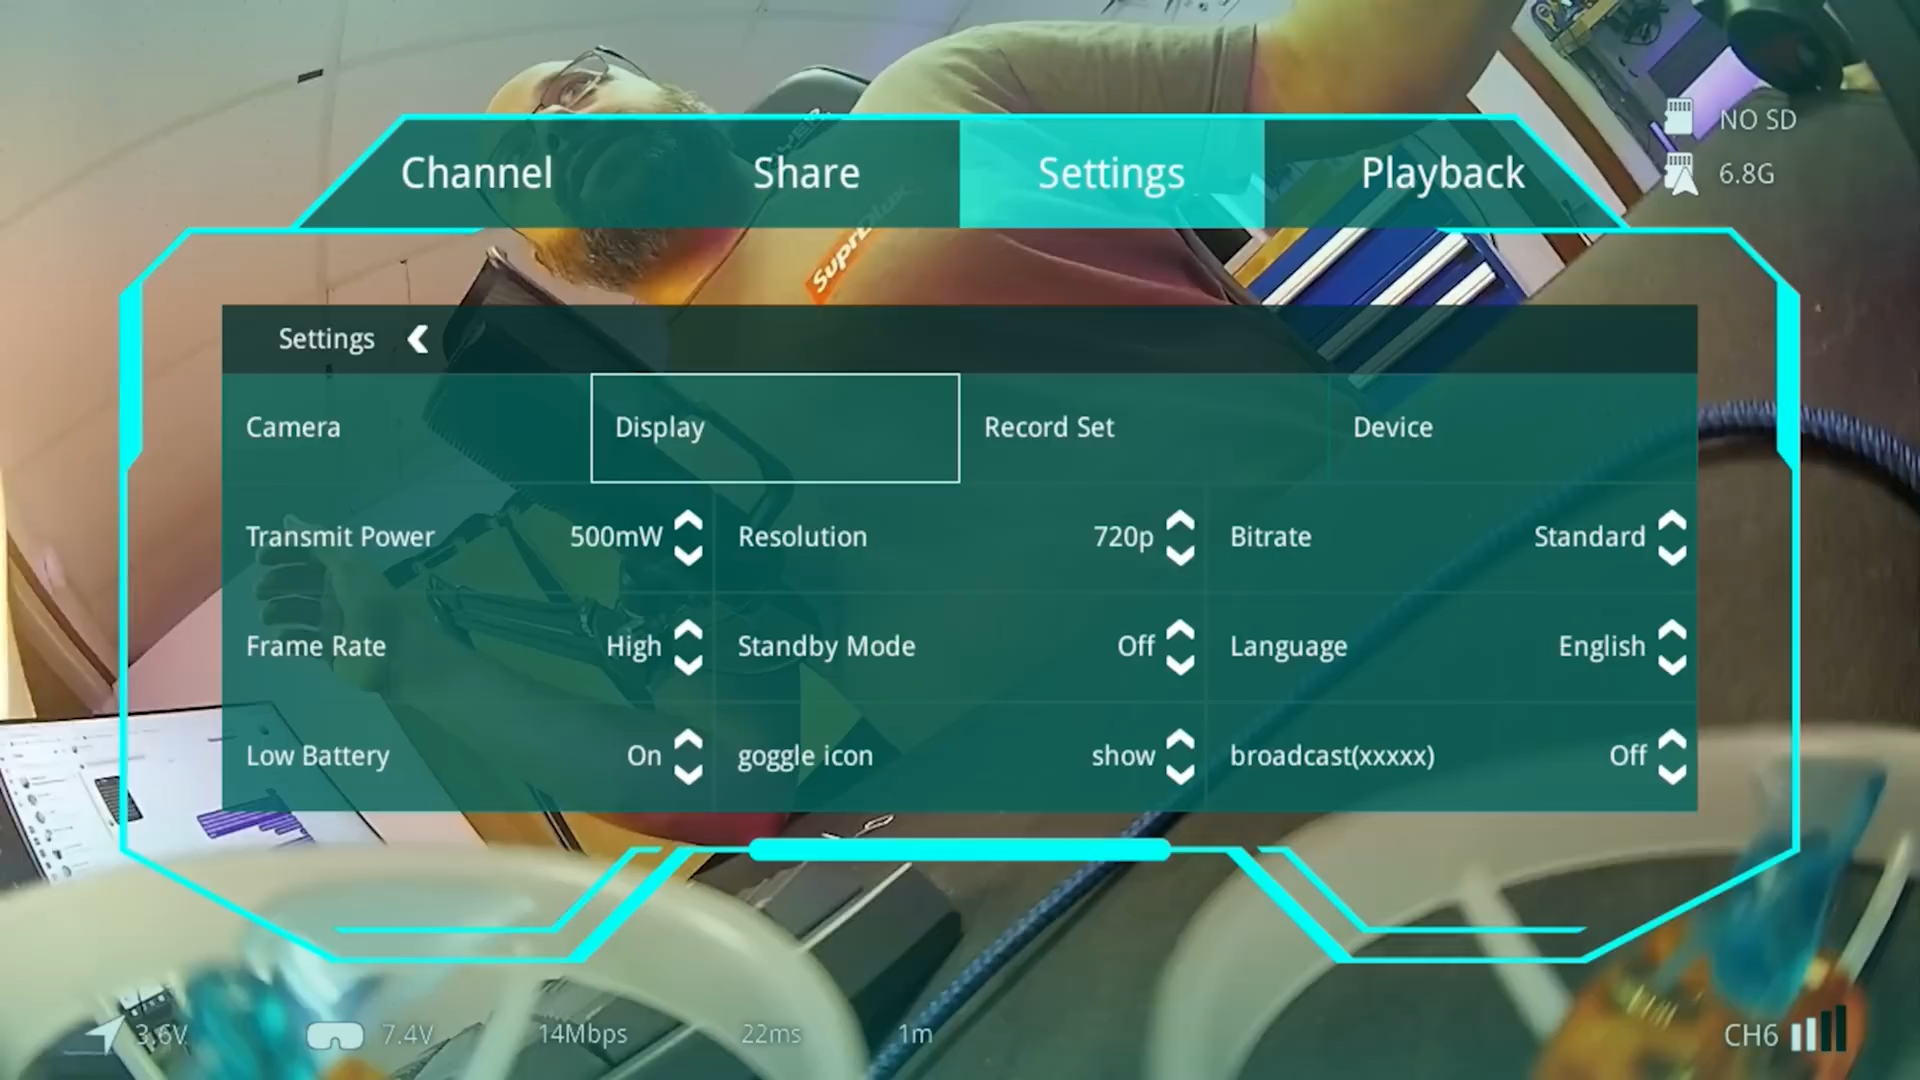 NO SD
Channel Share Settings Playback
6.8G
SuprDlux
Settings
Camera Display Record Set Device
Transmit Power 500mW Resolution 720p Bitrate Standard
Frame Rate High Standby Mode Off Language English
Low Battery On goggle icon show broadcast(xxxxx) Off
3.6V 7.4V 14Mbps 22ms 1m CH6